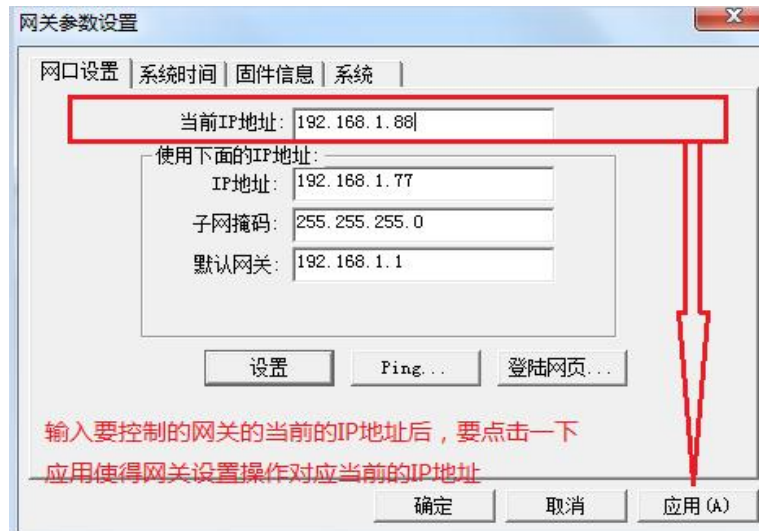 网关参数设置
网口设置 系统时间 固件信息 系统
当前IP地址: 192.168.1.88
使用下面的IP地址:
IP地址: 192.168.1.77
子网掩码: 255.255.255.0
默认网关: 192.168.1.1
设置 Ping... 登陆网页...
输入要控制的网关的当前的IP地址后，要点击一下
应用使得网关设置操作对应当前的IP地址
确定 取消 应用(A)